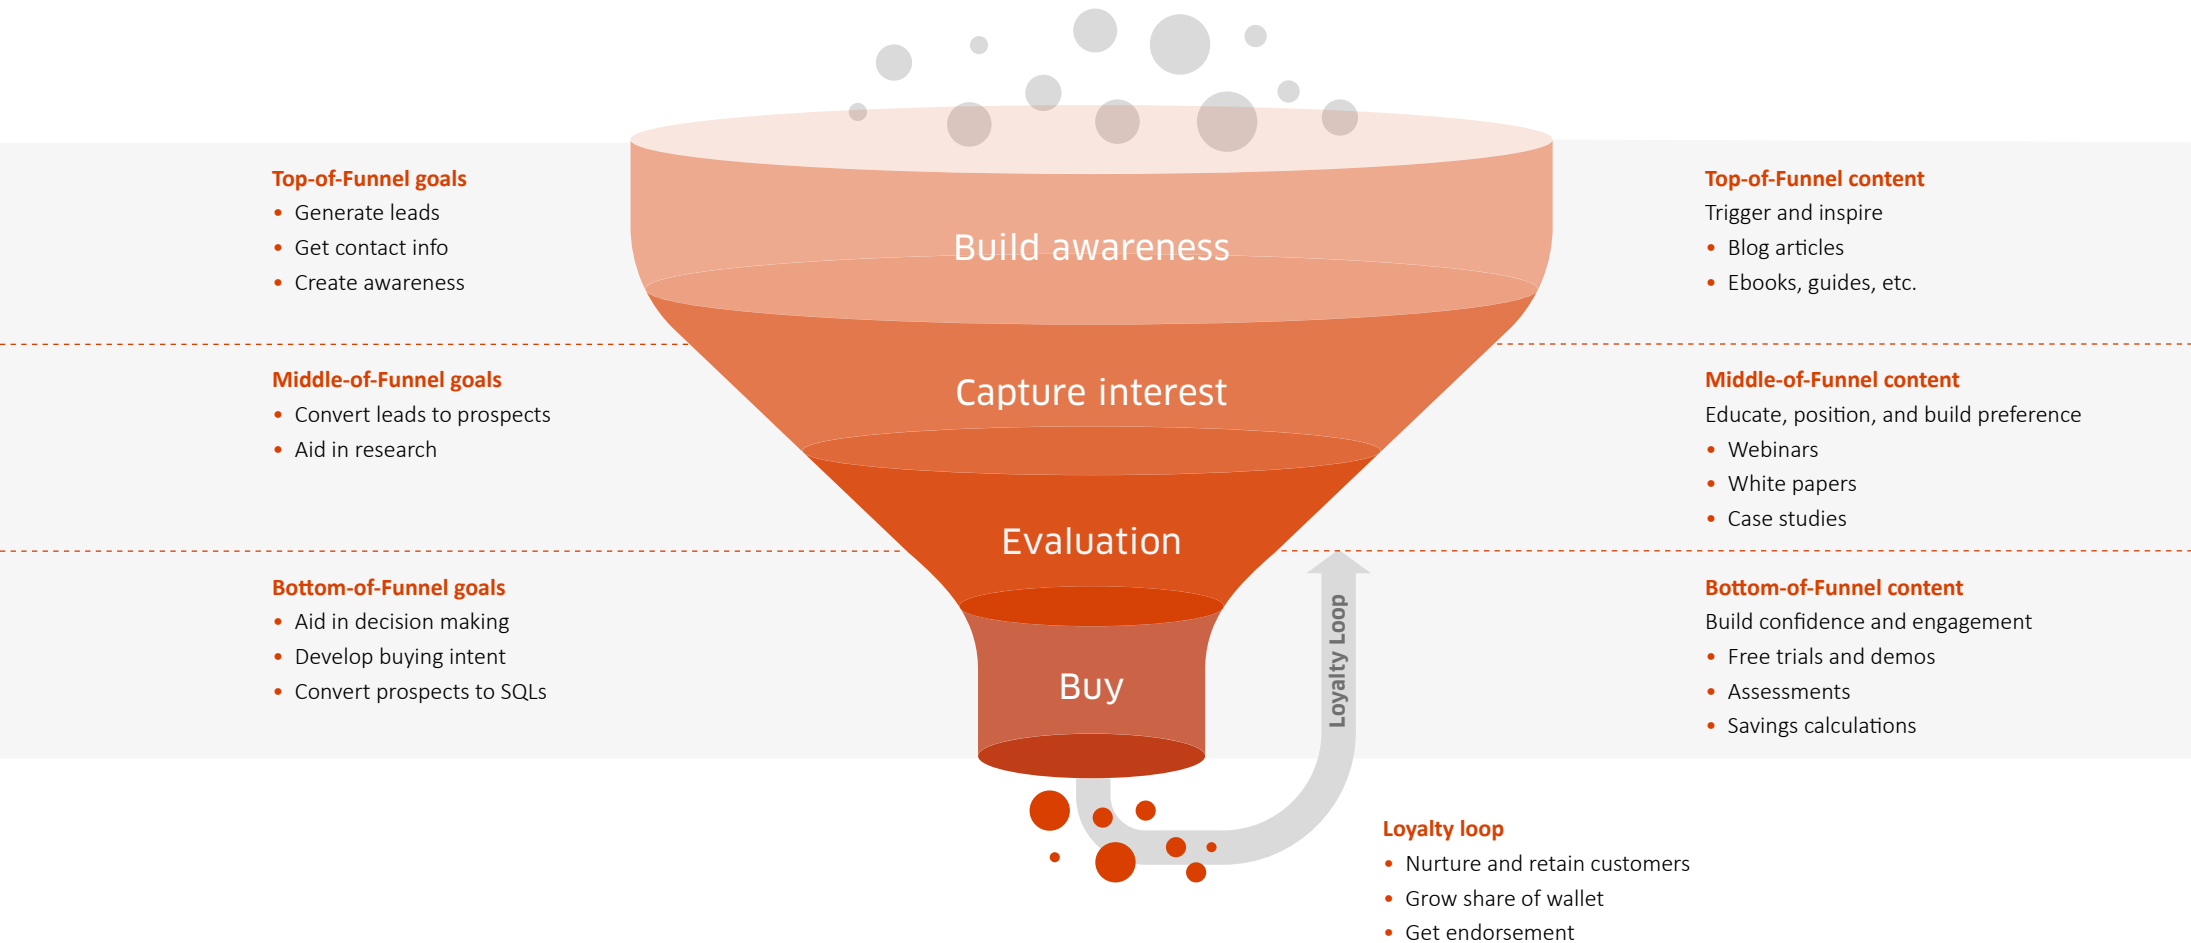 Top-of-Funnel goals
• Generate leads
• Get contact info
• Create awareness
Middle-of-Funnel goals
• Convert leads to prospects
• Aid in research
Bottom-of-Funnel goals
• Aid in decision making
• Develop buying intent
• Convert prospects to SQLs
Build awareness
Capture interest
Evaluation
Buy
Loyalty Loop
Top-of-Funnel content
Trigger and inspire
• Blog articles
• Ebooks, guides, etc.
Middle-of-Funnel content
Educate, position, and build preference
• Webinars
• White papers
• Case studies
Bottom-of-Funnel content
Build confidence and engagement
• Free trials and demos
• Assessments
• Savings calculations
Loyalty loop
• Nurture and retain customers
• Grow share of wallet
• Get endorsement